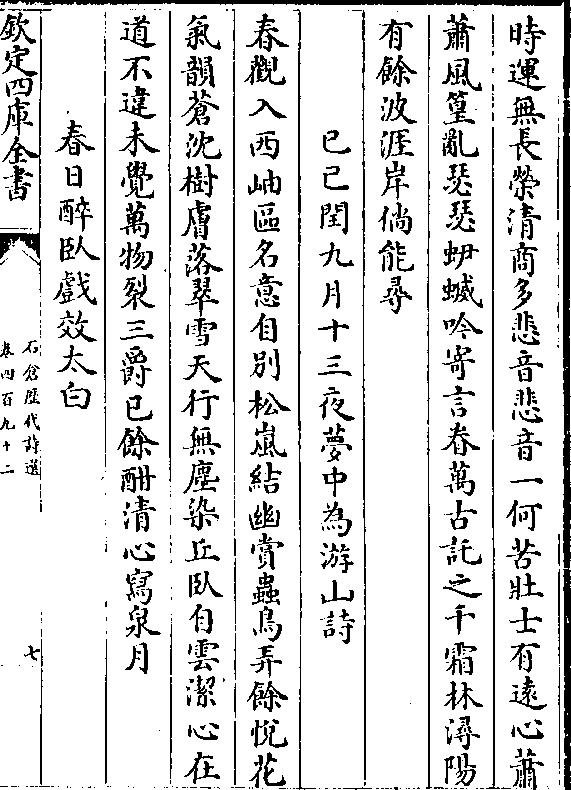 時運無長榮清商多悲音悲音一何苦壯士有遠心蕭
蕭風篁亂瑟瑟蛜蝛吟寄言眷萬古託之千霜林潯陽
有餘波涯岸倘能尋
己已閏九月十三夜夢中為游山詩
春觀入西岫區名意自别松嵐結幽賞蟲鳥弄餘悅花
氣韻蒼沈樹膚落翠雪天行無塵染丘臥白雲潔心在
道不違未覺萬物裂三爵已餘酣清心寫泉月
春日醉臥戲效太白
欽定四庫全書
石倉歷代詩選
卷四百九十二
七